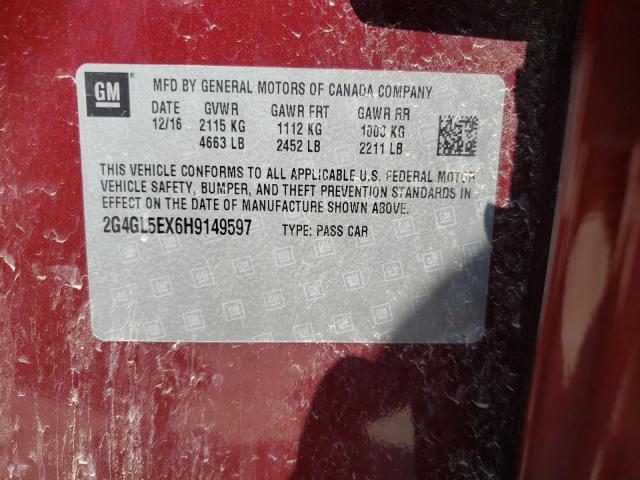 GM
MFD BY GENERAL MOTORS OF CANADA COMPANY
DATE GVWR GAWR FRT GAWR RR
12/16 2115 KG 1112 KG 1003 KG
4663 LB 2452 LB 2211 LB
THIS VEHICLE CONFORMS TO ALL APPLICABLE U.S. FEDERAL MOTOR
VEHICLE SAFETY, BUMPER, AND THEFT PREVENTION STANDARDS IN
EFFECT ON THE DATE OF MANUFACTURE SHOWN ABOVE.
2G4GL5EX6H9149597 TYPE: PASS CAR